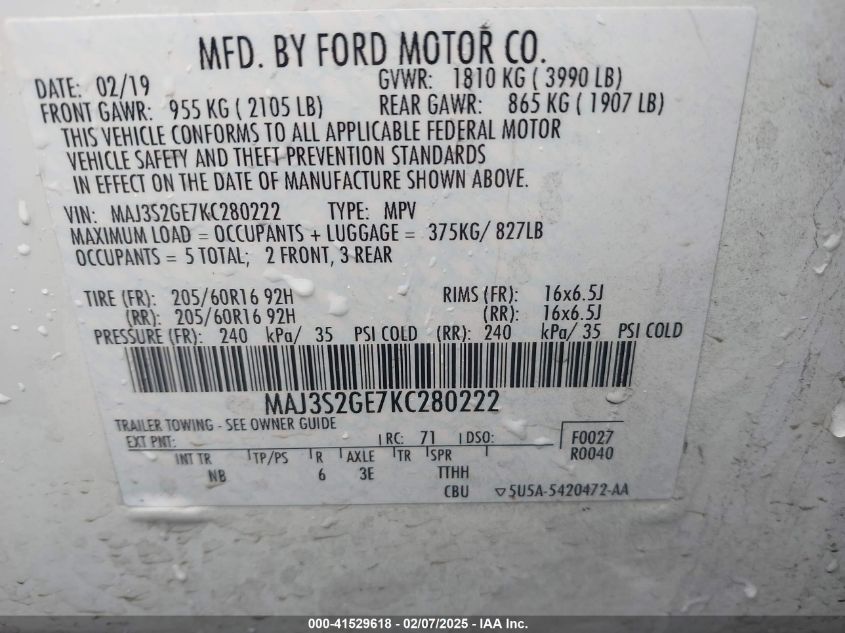 MFD. BY FORD MOTOR CO.
DATE: 02/19 GVWR: 1810 KG ( 3990 LB)
FRONT GAWR: 955 KG ( 2105 LB) REAR GAWR: 865 KG ( 1907 LB)
THIS VEHICLE CONFORMS TO ALL APPLICABLE FEDERAL MOTOR
VEHICLE SAFETY AND THEFT PREVENTION STANDARDS
IN EFFECT ON THE DATE OF MANUFACTURE SHOWN ABOVE.
VIN: MAJ3S2GE7KC280222 TYPE: MPV
MAXIMUM LOAD = OCCUPANTS + LUGGAGE = 375KG/ 827LB
OCCUPANTS = 5 TOTAL; 2 FRONT, 3 REAR
TIRE (FR): 205/60R16 92H RIMS (FR): 16x6.5J
(RR): 205/60R16 92H (RR): 16x6.5J
PRESSURE (FR): 240 kPa/ 35 PSI COLD (RR): 240 kPa/ 35 PSI COLD
MAJ3S2GE7KC280222
TRAILER TOWING - SEE OWNER GUIDE
EXT PNT: RC: 71 DSO: F0027
INT TR TP/PS R AXLE TR SPR R0040
NB 6 3E TTHH
CBU 5U5A-5420472-AA
000-41529618 - 02/07/2025 - IAA Inc.